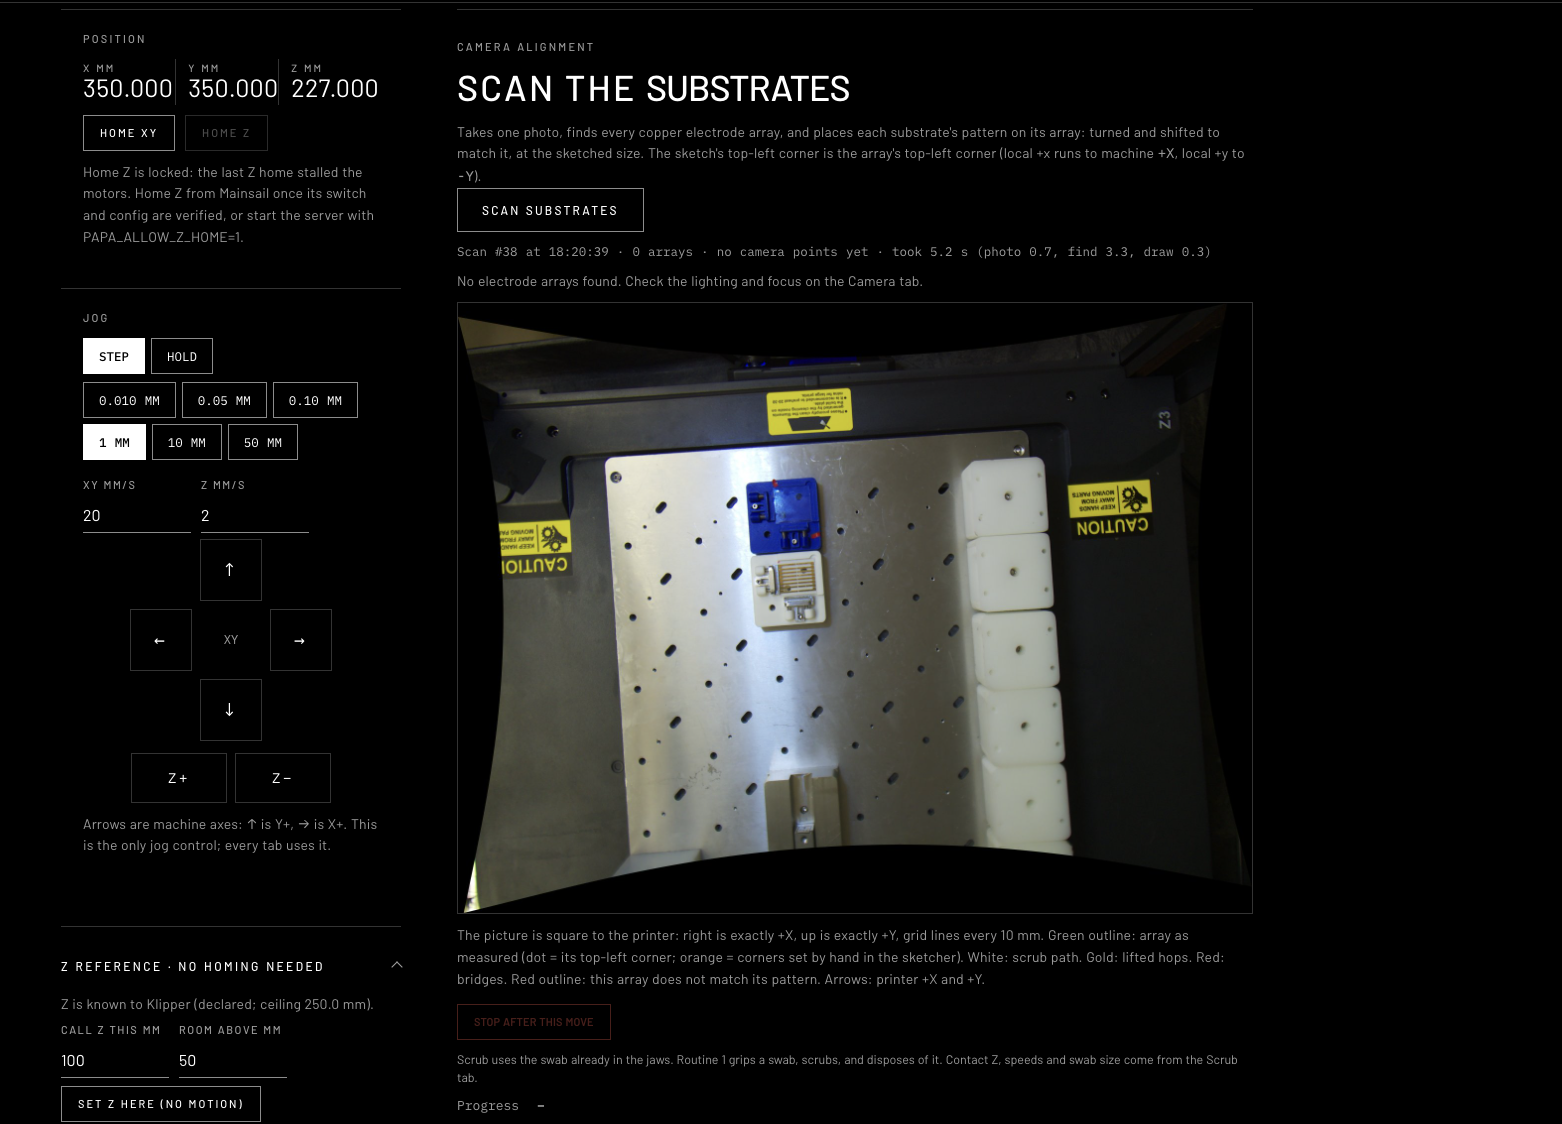 POSITION
X MM Y MM Z MM
350.000 350.000 227.000
HOME XY HOME Z
Home Z is locked: the last Z home stalled the
motors. Home Z from Mainsail once its switch
and config are verified, or start the server with
PAPA_ALLOW_Z_HOME=1.
JOG
STEP HOLD
0.010 MM 0.05 MM 0.10 MM
1 MM 10 MM 50 MM
XY MM/S Z MM/S
20 2
↑
← XY →
↓
Z+ Z−
Arrows are machine axes: ↑ is Y+, → is X+. This
is the only jog control; every tab uses it.
Z REFERENCE · NO HOMING NEEDED
Z is known to Klipper (declared; ceiling 250.0 mm).
CALL Z THIS MM ROOM ABOVE MM
100 50
SET Z HERE (NO MOTION)
CAMERA ALIGNMENT
SCAN THE SUBSTRATES
Takes one photo, finds every copper electrode array, and places each substrate's pattern on its array: turned and shifted to
match it, at the sketched size. The sketch's top-left corner is the array's top-left corner (local +x runs to machine +X, local +y to
-Y).
SCAN SUBSTRATES
Scan #38 at 18:20:39 · 0 arrays · no camera points yet · took 5.2 s (photo 0.7, find 3.3, draw 0.3)
No electrode arrays found. Check the lighting and focus on the Camera tab.
Z3
KEEP HANDS
AWAY FROM
MOVING PARTS
CAUTION
KEEP HANDS
AWAY FROM
MOVING PARTS
CAUTIO
The picture is square to the printer: right is exactly +X, up is exactly +Y, grid lines every 10 mm. Green outline: array as
measured (dot = its top-left corner; orange = corners set by hand in the sketcher). White: scrub path. Gold: lifted hops. Red:
bridges. Red outline: this array does not match its pattern. Arrows: printer +X and +Y.
STOP AFTER THIS MOVE
Scrub uses the swab already in the jaws. Routine 1 grips a swab, scrubs, and disposes of it. Contact Z, speeds and swab size come from the Scrub
tab.
Progress –